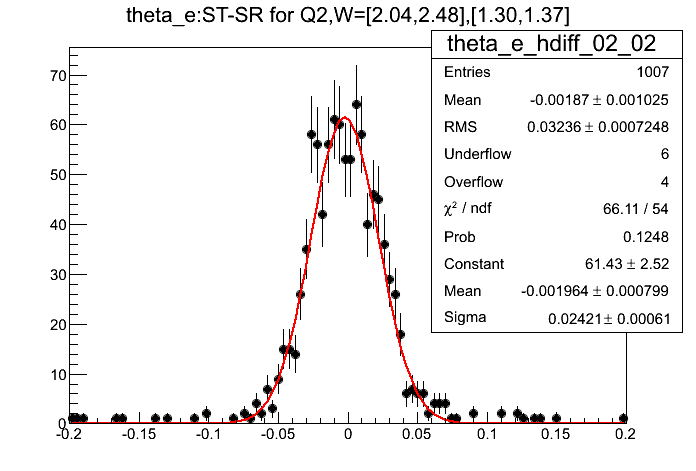 theta_e:ST-SR for Q2,W=[2.04,2.48],[1.30,1.37]
theta_e_hdiff_02_02
Entries 1007
Mean -0.00187 ± 0.001025
RMS 0.03236 ± 0.0007248
Underflow 6
Overflow 4
χ² / ndf 66.11 / 54
Prob 0.1248
Constant 61.43 ± 2.52
Mean -0.001964 ± 0.000799
Sigma 0.02421 ± 0.00061
70
60
50
40
30
20
10
0
-0.2 -0.15 -0.1 -0.05 0 0.05 0.1 0.15 0.2